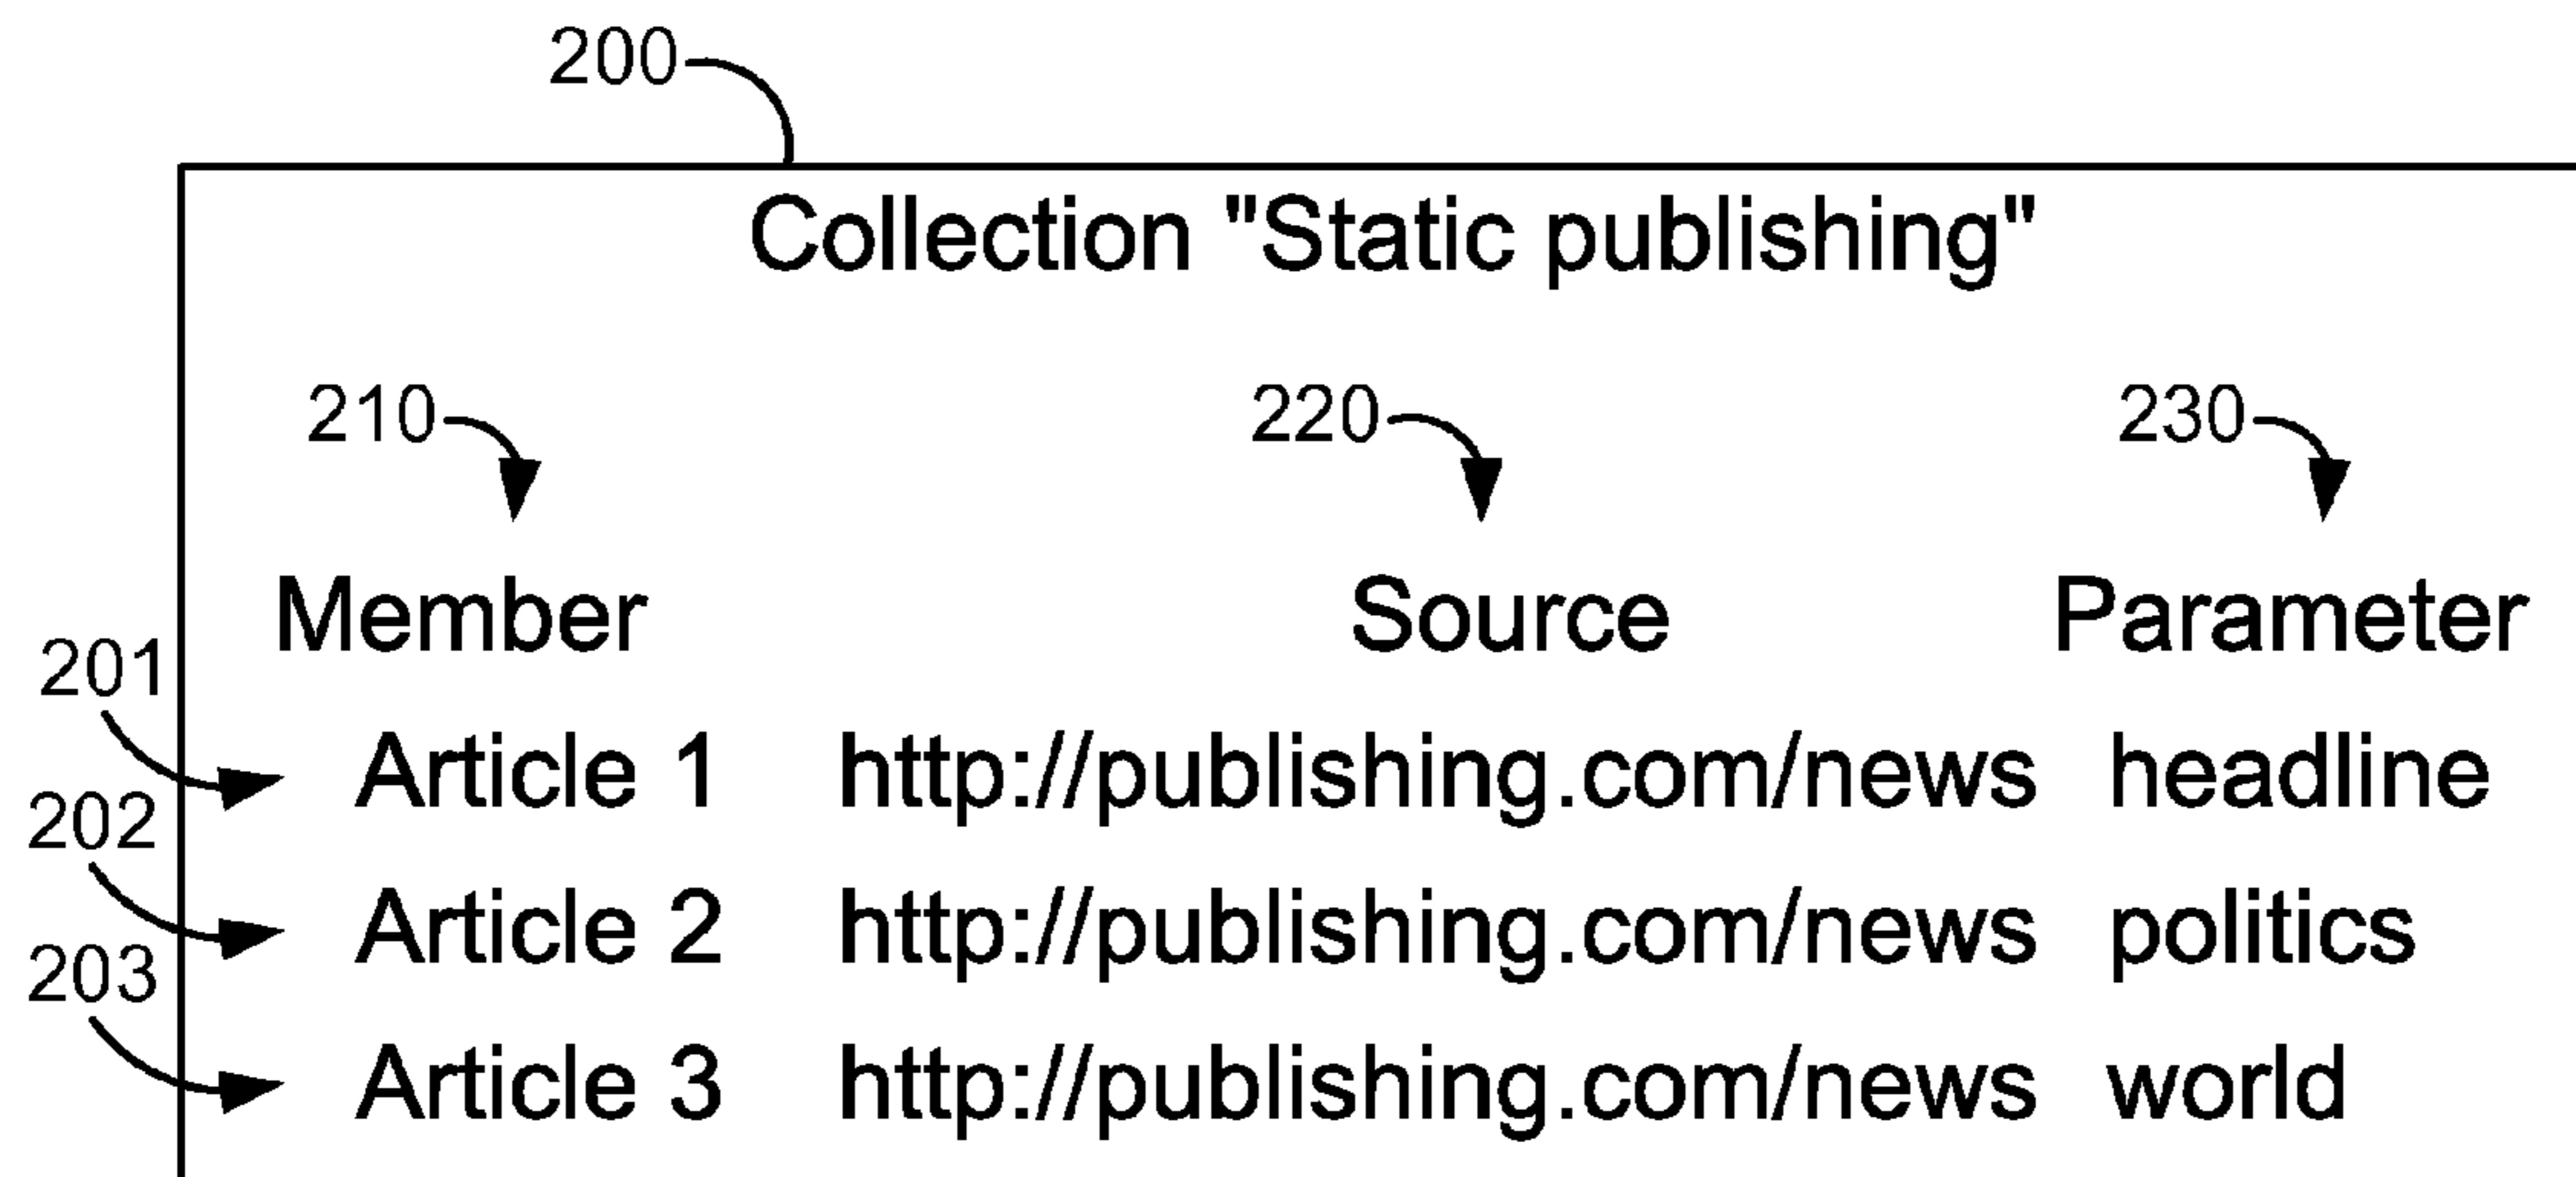 200
Collection "Static publishing"
210 220 230
Member Source Parameter
201
Article 1 http://publishing.com/news headline
202
Article 2 http://publishing.com/news politics
203
Article 3 http://publishing.com/news world